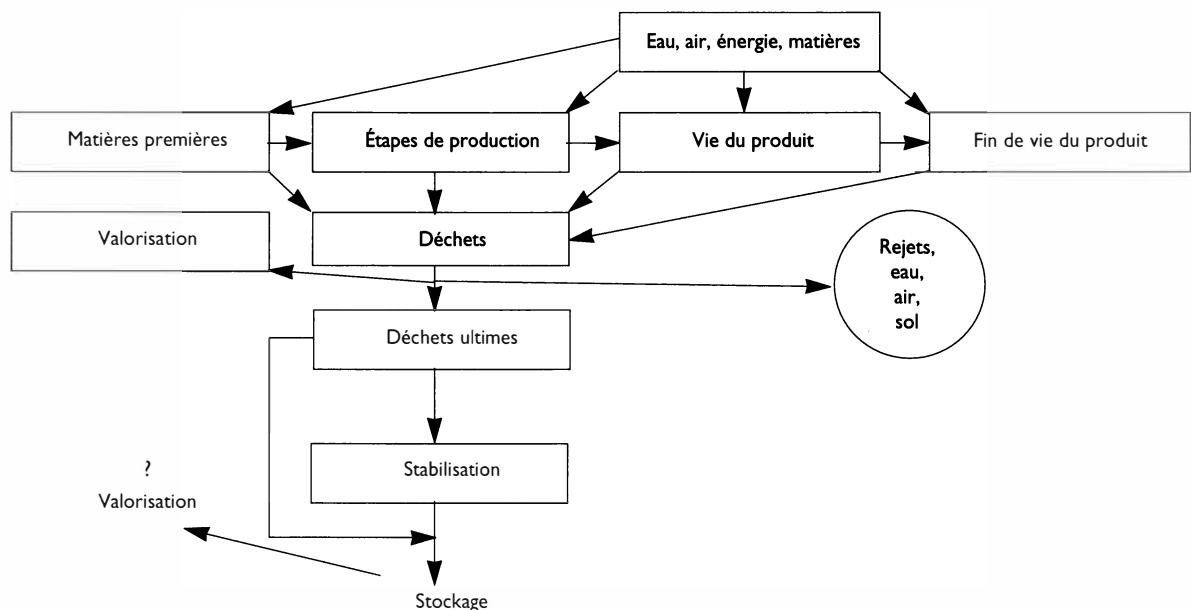 Eau, air, énergie, matières
Matières premières
Étapes de production
Vie du produit
Fin de vie du produit
Valorisation
Déchets
Rejets,
eau,
air,
sol
Déchets ultimes
Stabilisation
?
Valorisation
Stockage